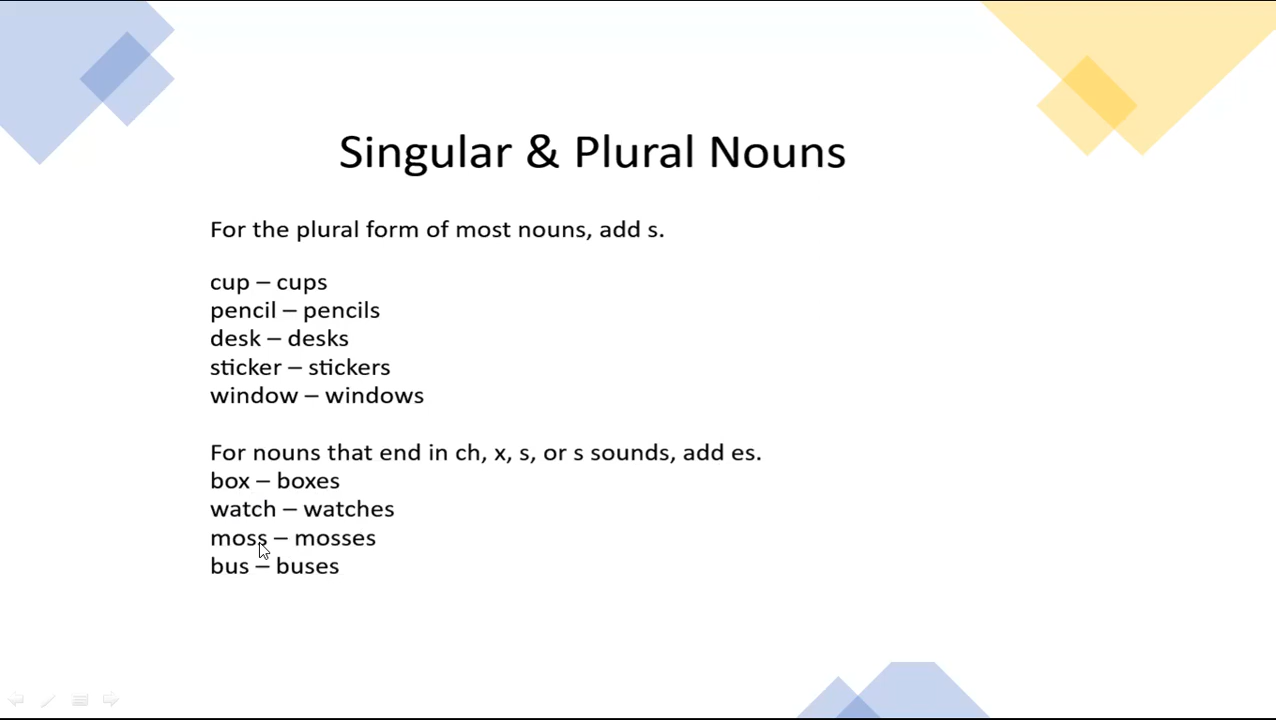 Singular & Plural Nouns
For the plural form of most nouns, add s.
cup – cups
pencil – pencils
desk – desks
sticker – stickers
window – windows
For nouns that end in ch, x, s, or s sounds, add es.
box – boxes
watch – watches
moss – mosses
bus – buses